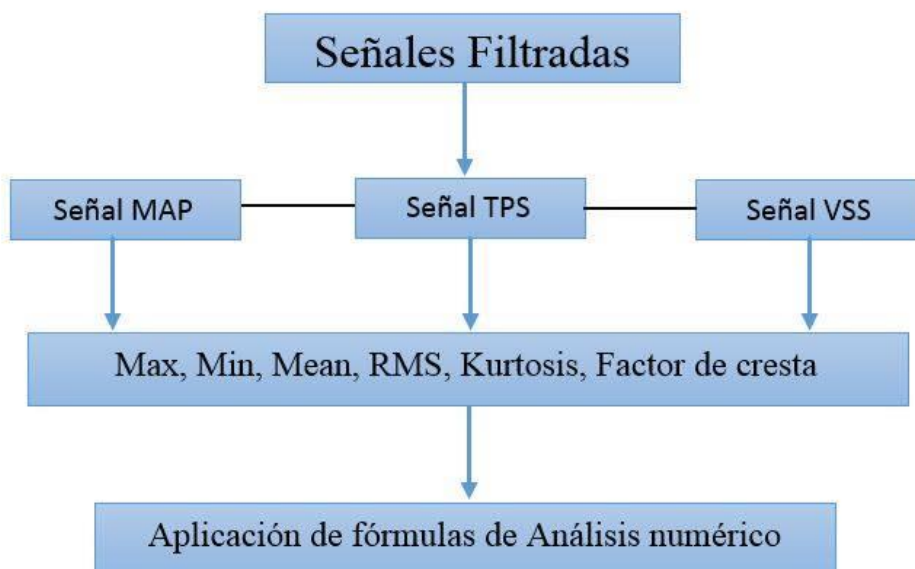 Señales Filtradas
Señal MAP
Señal TPS
Señal VSS
Max, Min, Mean, RMS, Kurtosis, Factor de cresta
Aplicación de fórmulas de Análisis numérico